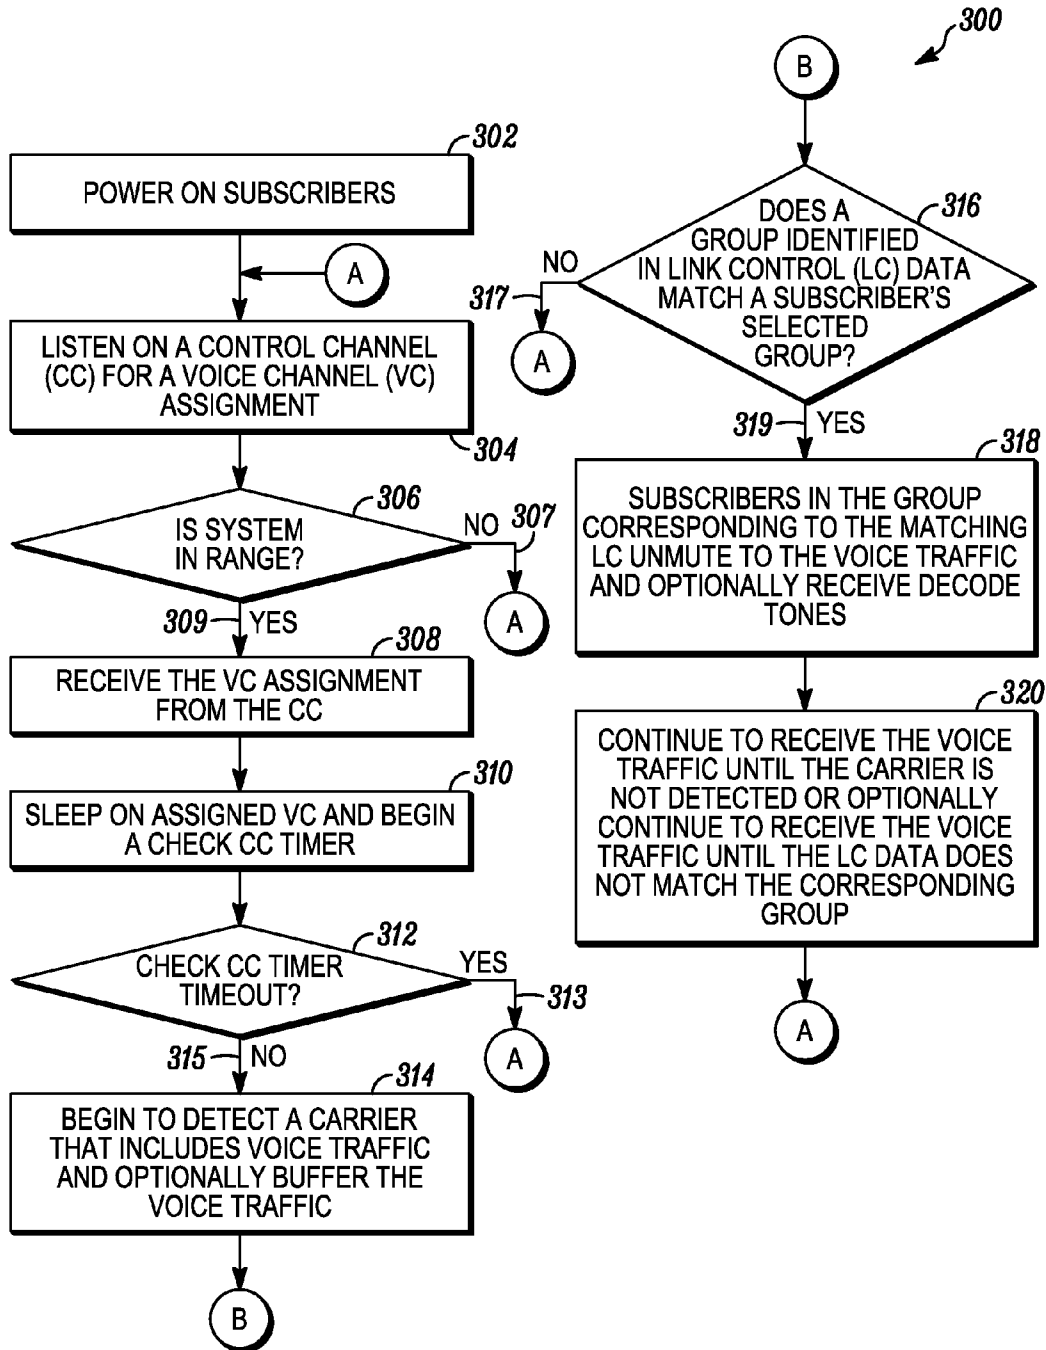 302
POWER ON SUBSCRIBERS
A
LISTEN ON A CONTROL CHANNEL
(CC) FOR A VOICE CHANNEL (VC)
ASSIGNMENT
304
306
IS SYSTEM
IN RANGE?
NO
307
A
309
YES
308
RECEIVE THE VC ASSIGNMENT
FROM THE CC
310
SLEEP ON ASSIGNED VC AND BEGIN
A CHECK CC TIMER
312
CHECK CC TIMER
TIMEOUT?
YES
313
A
315
NO
314
BEGIN TO DETECT A CARRIER
THAT INCLUDES VOICE TRAFFIC
AND OPTIONALLY BUFFER THE
VOICE TRAFFIC
B
300
B
316
DOES A
GROUP IDENTIFIED
IN LINK CONTROL (LC) DATA
MATCH A SUBSCRIBER'S
SELECTED
GROUP?
NO
317
A
319
YES
318
SUBSCRIBERS IN THE GROUP
CORRESPONDING TO THE MATCHING
LC UNMUTE TO THE VOICE TRAFFIC
AND OPTIONALLY RECEIVE DECODE
TONES
320
CONTINUE TO RECEIVE THE VOICE
TRAFFIC UNTIL THE CARRIER IS
NOT DETECTED OR OPTIONALLY
CONTINUE TO RECEIVE THE VOICE
TRAFFIC UNTIL THE LC DATA DOES
NOT MATCH THE CORRESPONDING
GROUP
A